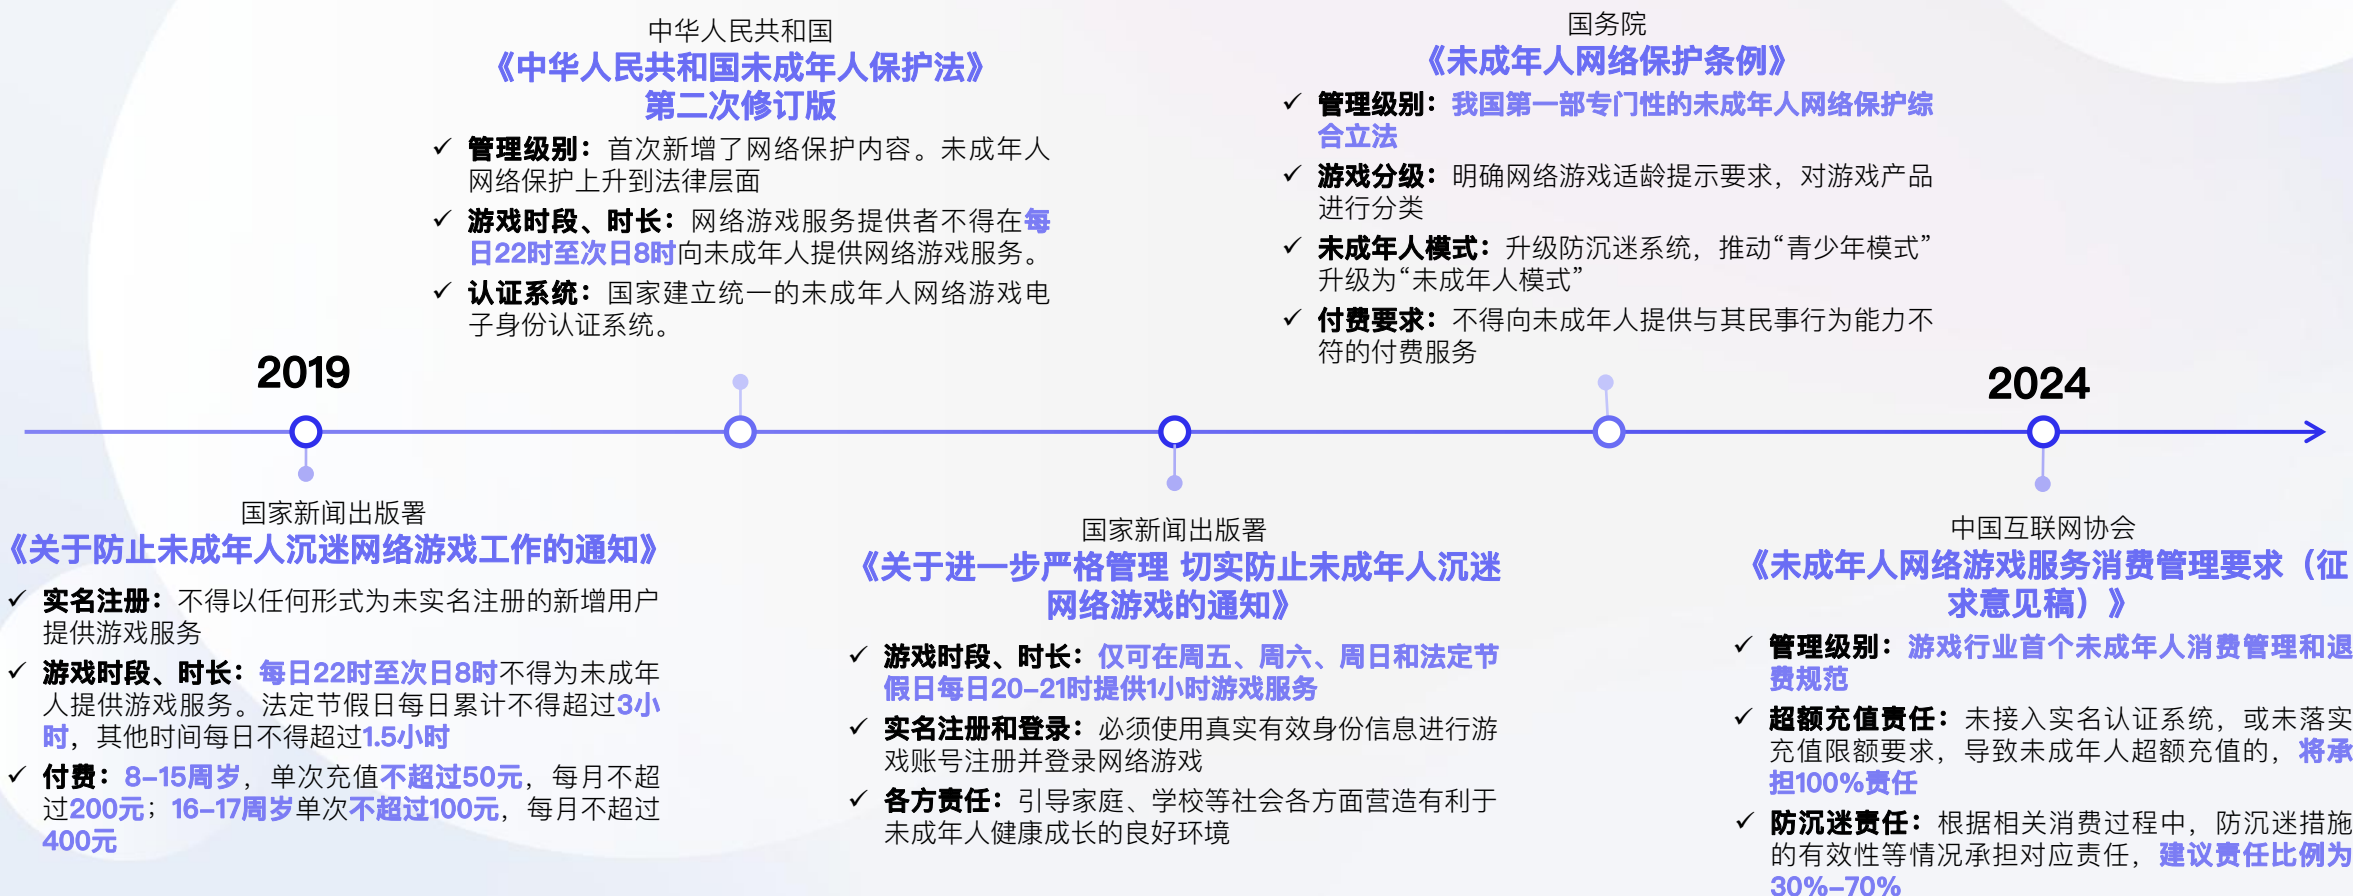 中华人民共和国
《中华人民共和国未成年人保护法》
第二次修订版
✓ 管理级别：首次新增了网络保护内容。未成年人
网络保护上升到法律层面
✓ 游戏时段、时长：网络游戏服务提供者不得在每
日22时至次日8时向未成年人提供网络游戏服务。
✓ 认证系统：国家建立统一的未成年人网络游戏电
子身份认证系统。
国务院
《未成年人网络保护条例》
✓ 管理级别：我国第一部专门性的未成年人网络保护综
合立法
✓ 游戏分级：明确网络游戏适龄提示要求，对游戏产品
进行分类
✓ 未成年人模式：升级防沉迷系统，推动“青少年模式”
升级为“未成年人模式”
✓ 付费要求：不得向未成年人提供与其民事行为能力不
符的付费服务
2019
2024
国家新闻出版署
《关于防止未成年人沉迷网络游戏工作的通知》
✓ 实名注册：不得以任何形式为未实名注册的新增用户
提供游戏服务
✓ 游戏时段、时长：每日22时至次日8时不得为未成年
人提供游戏服务。法定节假日每日累计不得超过3小
时，其他时间每日不得超过1.5小时
✓ 付费：8–15周岁，单次充值不超过50元，每月不超
过200元；16–17周岁单次不超过100元，每月不超过
400元
国家新闻出版署
《关于进一步严格管理 切实防止未成年人沉迷
网络游戏的通知》
✓ 游戏时段、时长：仅可在周五、周六、周日和法定节
假日每日20–21时提供1小时游戏服务
✓ 实名注册和登录：必须使用真实有效身份信息进行游
戏账号注册并登录网络游戏
✓ 各方责任：引导家庭、学校等社会各方面营造有利于
未成年人健康成长的良好环境
中国互联网协会
《未成年人网络游戏服务消费管理要求（征
求意见稿）》
✓ 管理级别：游戏行业首个未成年人消费管理和退
费规范
✓ 超额充值责任：未接入实名认证系统，或未落实
充值限额要求，导致未成年人超额充值的，将承
担100%责任
✓ 防沉迷责任：根据相关消费过程中，防沉迷措施
的有效性等情况承担对应责任，建议责任比例为
30%–70%